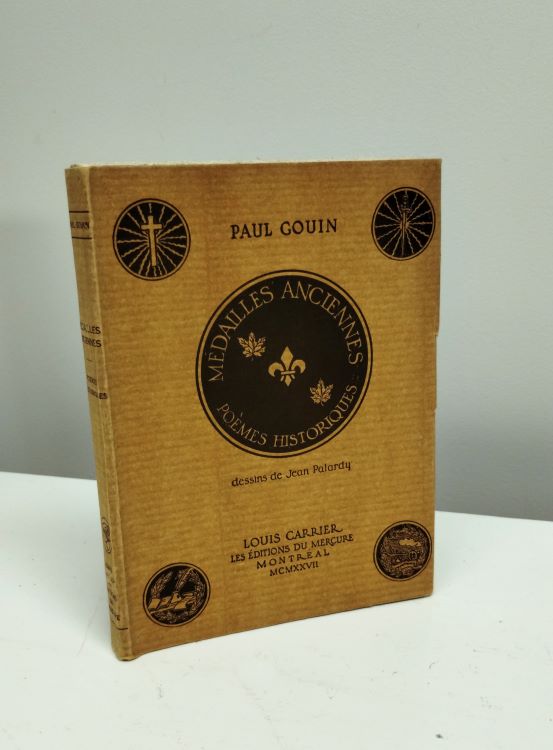 PAUL GOUIN
MÉDAILLES ANCIENNES
POÈMES HISTORIQUES
dessins de Jean Palardy
LOUIS CARRIER
LES ÉDITIONS DU MERCURE
MONTREAL
MCMXXVII